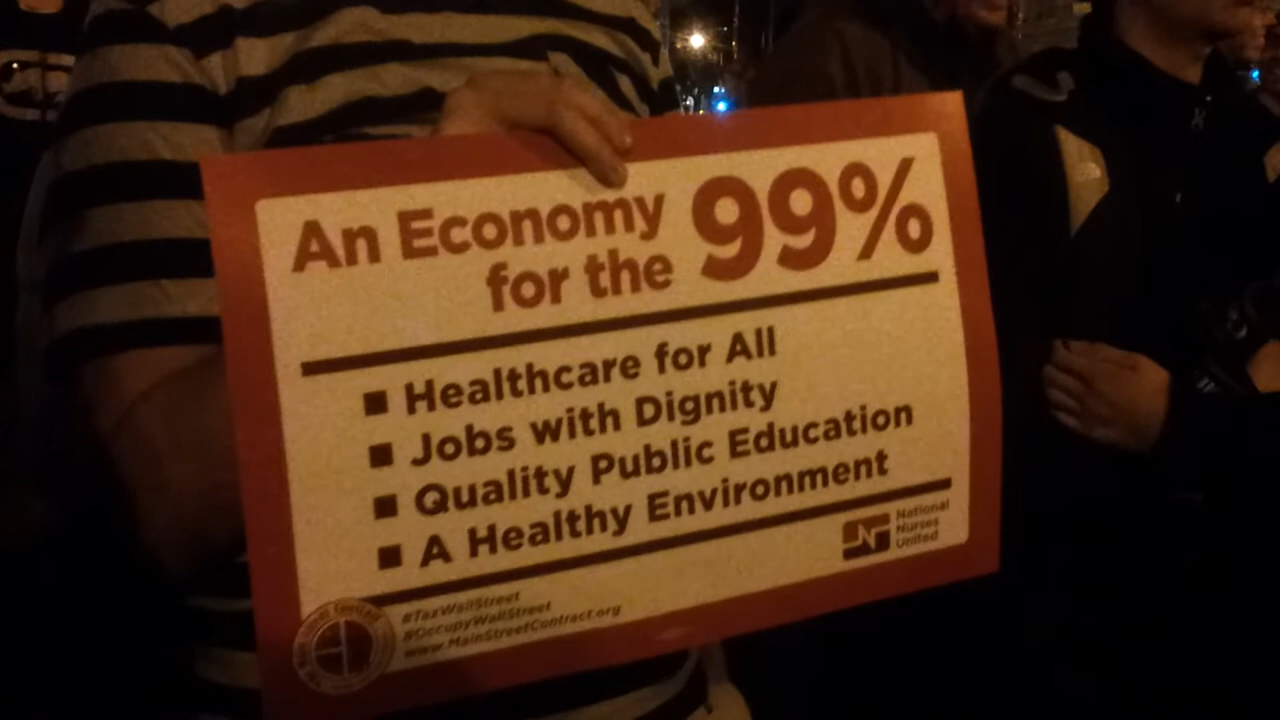 An Economy
for the 99%
Healthcare for All
Jobs with Dignity
Quality Public Education
A Healthy Environment
National
Nurses
United
#TaxWallStreet
#OccupyWallStreet
www.MainStreetContract.org